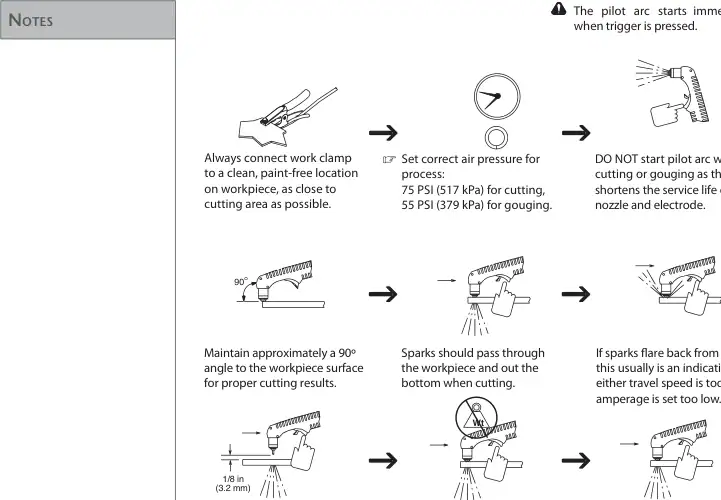 NOTES
The pilot arc starts
when trigger is pressed.
Always connect work clamp
to a clean, paint-free location
on workpiece, as close to
cutting area as possible.
Set correct air pressure for
process:
75 PSI (517 kPa) for cutting,
55 PSI (379 kPa) for gouging.
DO NOT start pilot arc
cutting or gouging as
shortens the service life
nozzle and electrode.
90°
Maintain approximately a 90º
angle to the workpiece surface
for proper cutting results.
Sparks should pass through
the workpiece and out the
bottom when cutting.
If sparks flare back from
this usually is an
either travel speed is
amperage is set too low.
Wt
1/8 in
(3.2 mm)